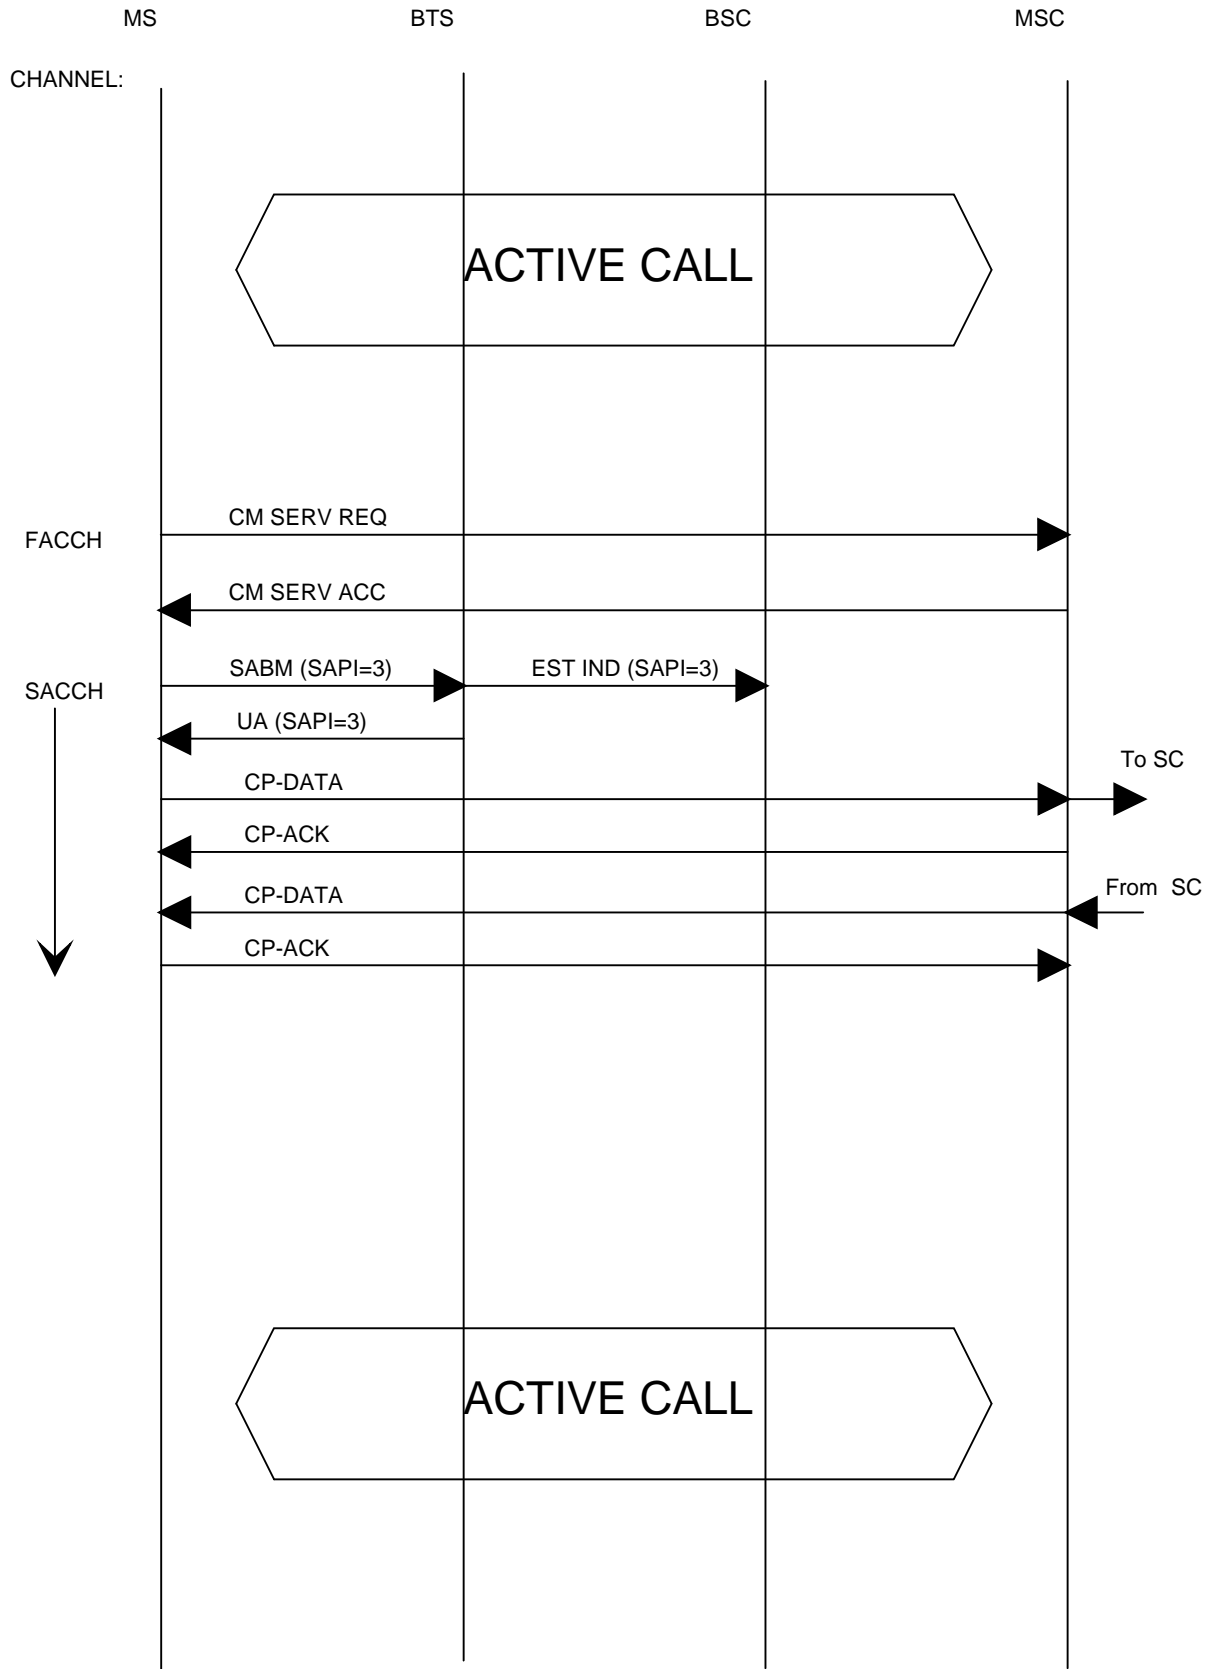 MS BTS BSC MSC
CHANNEL:
ACTIVE CALL
CM SERV REQ
FACCH
CM SERV ACC
SABM (SAPI=3) EST IND (SAPI=3)
SACCH
UA (SAPI=3)
To SC
CP-DATA
CP-ACK
From SC
CP-DATA
CP-ACK
ACTIVE CALL